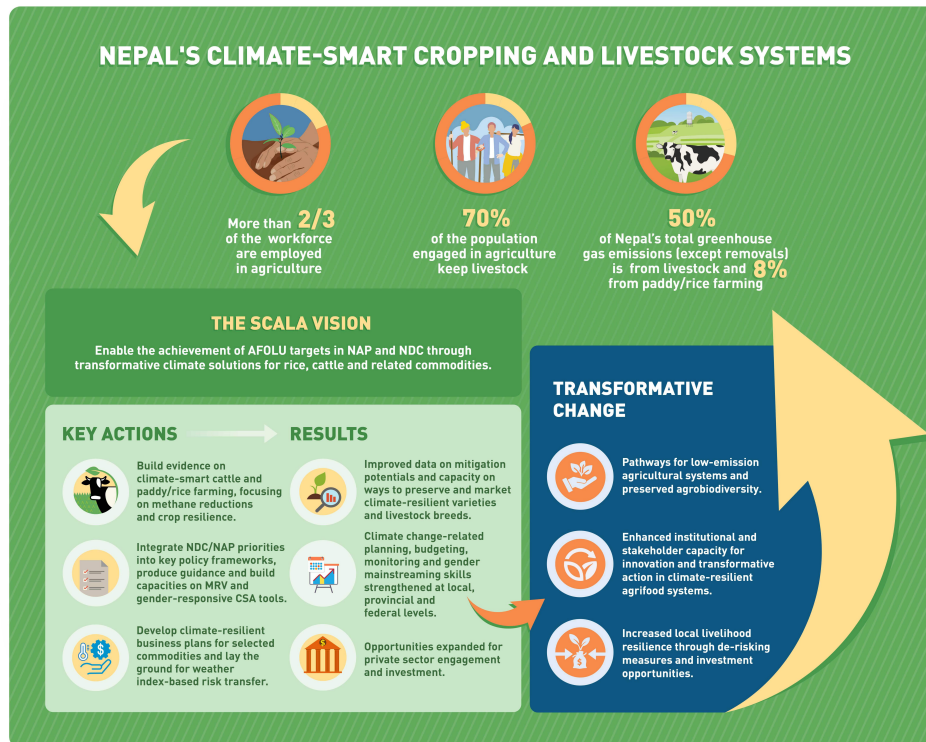 NEPAL'S CLIMATE-SMART CROPPING AND LIVESTOCK SYSTEMS
More than 2/3
of the workforce
are employed
in agriculture
70%
of the population
engaged in agriculture
keep livestock
50%
of Nepal's total greenhouse
gas emissions (except removals)
is from livestock and 8%
from paddy/rice farming
THE SCALA VISION
Enable the achievement of AFOLU targets in NAP and NDC through
transformative climate solutions for rice, cattle and related commodities.
KEY ACTIONS
Build evidence on
climate-smart cattle and
paddy/rice farming, focusing
on methane reductions
and crop resilience.
Integrate NDC/NAP priorities
into key policy frameworks,
produce guidance and build
capacities on MRV and
gender-responsive CSA tools.
Develop climate-resilient
business plans for selected
commodities and lay the
ground for weather
index-based risk transfer.
RESULTS
Improved data on mitigation
potentials and capacity on
ways to preserve and market
climate-resilient varieties
and livestock breeds.
Climate change-related
planning, budgeting,
monitoring and gender
mainstreaming skills
strengthened at local,
provincial and
federal levels.
Opportunities expanded for
private sector engagement
and investment.
TRANSFORMATIVE
CHANGE
Pathways for low-emission
agricultural systems and
preserved agrobiodiversity.
Enhanced institutional and
stakeholder capacity for
innovation and transformative
action in climate-resilient
agrifood systems.
Increased local livelihood
resilience through de-risking
measures and investment
opportunities.